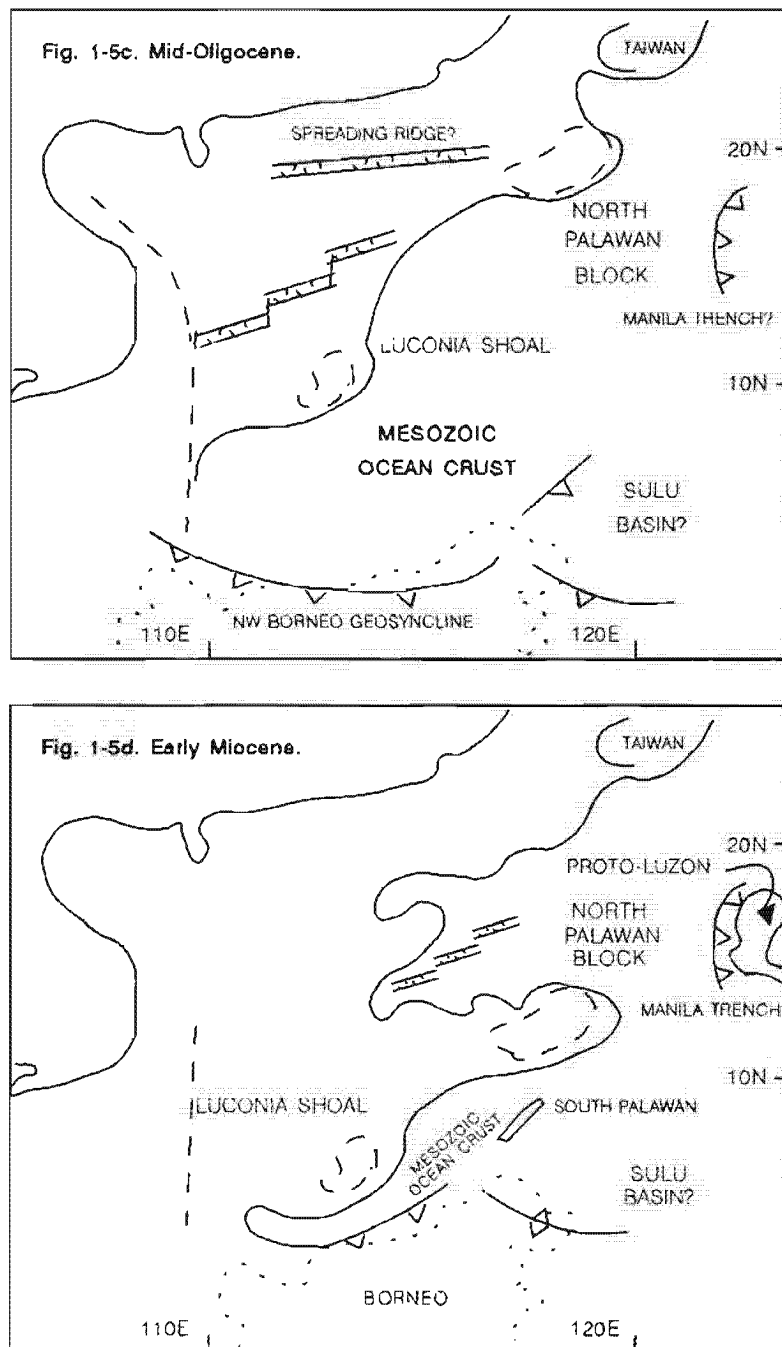 Fig. 1-5c. Mid-Oligocene.
TAIWAN
SPREADING RIDGE?
20N
NORTH
PALAWAN
BLOCK
MANILA TRENCH?
LUCONIA SHOAL
10N
MESOZOIC
OCEAN CRUST
SULU
BASIN?
NW BORNEO GEOSYNCLINE
110E
120E
Fig. 1-5d. Early Miocene.
TAIWAN
20N
PROTO-LUZON
NORTH
PALAWAN
BLOCK
MANILA TRENCH
10N
LUCONIA SHOAL
SOUTH PALAWAN
MESOZOIC
OCEAN CRUST
SULU
BASIN?
BORNEO
110E
120E